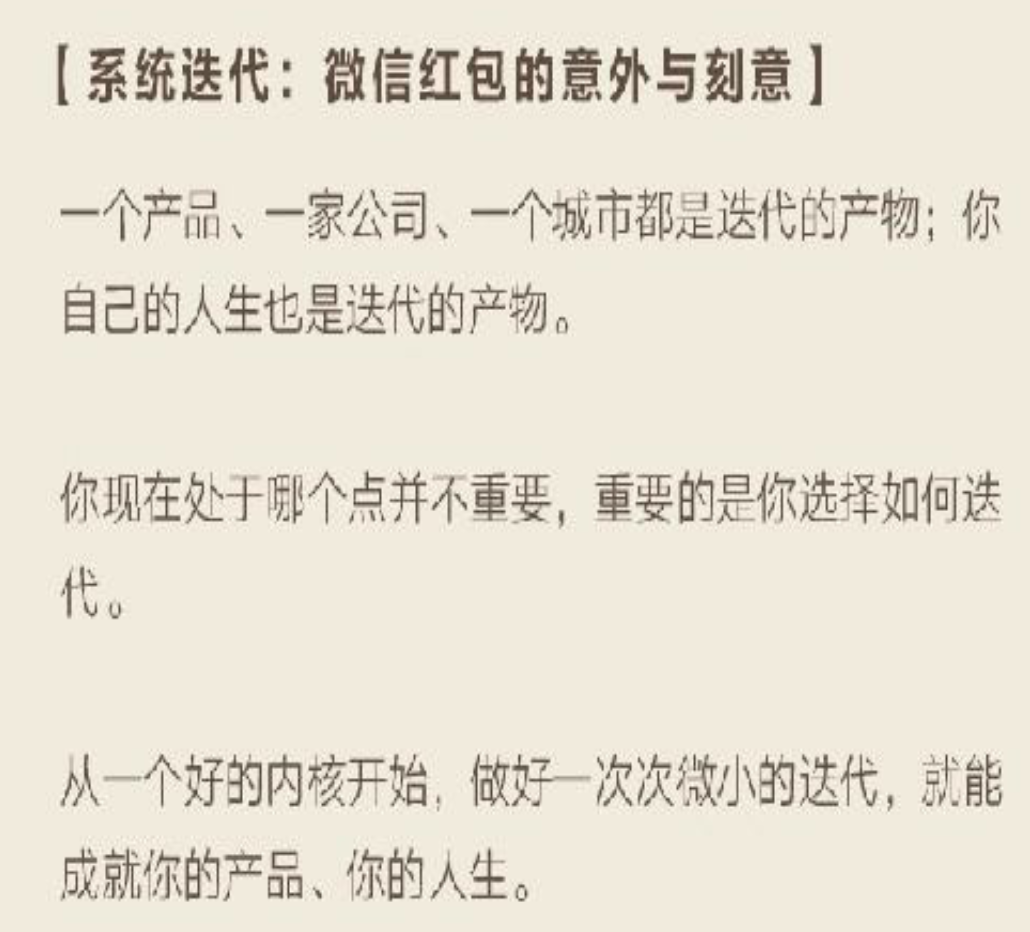 【系统迭代：微信红包的意外与刻意】
一个产品、一家公司、一个城市都是迭代的产物；你
自己的人生也是迭代的产物。
你现在处于哪个点并不重要，重要的是你选择如何迭
代。
从一个好的内核开始，做好一次次微小的迭代，就能
成就你的产品、你的人生。